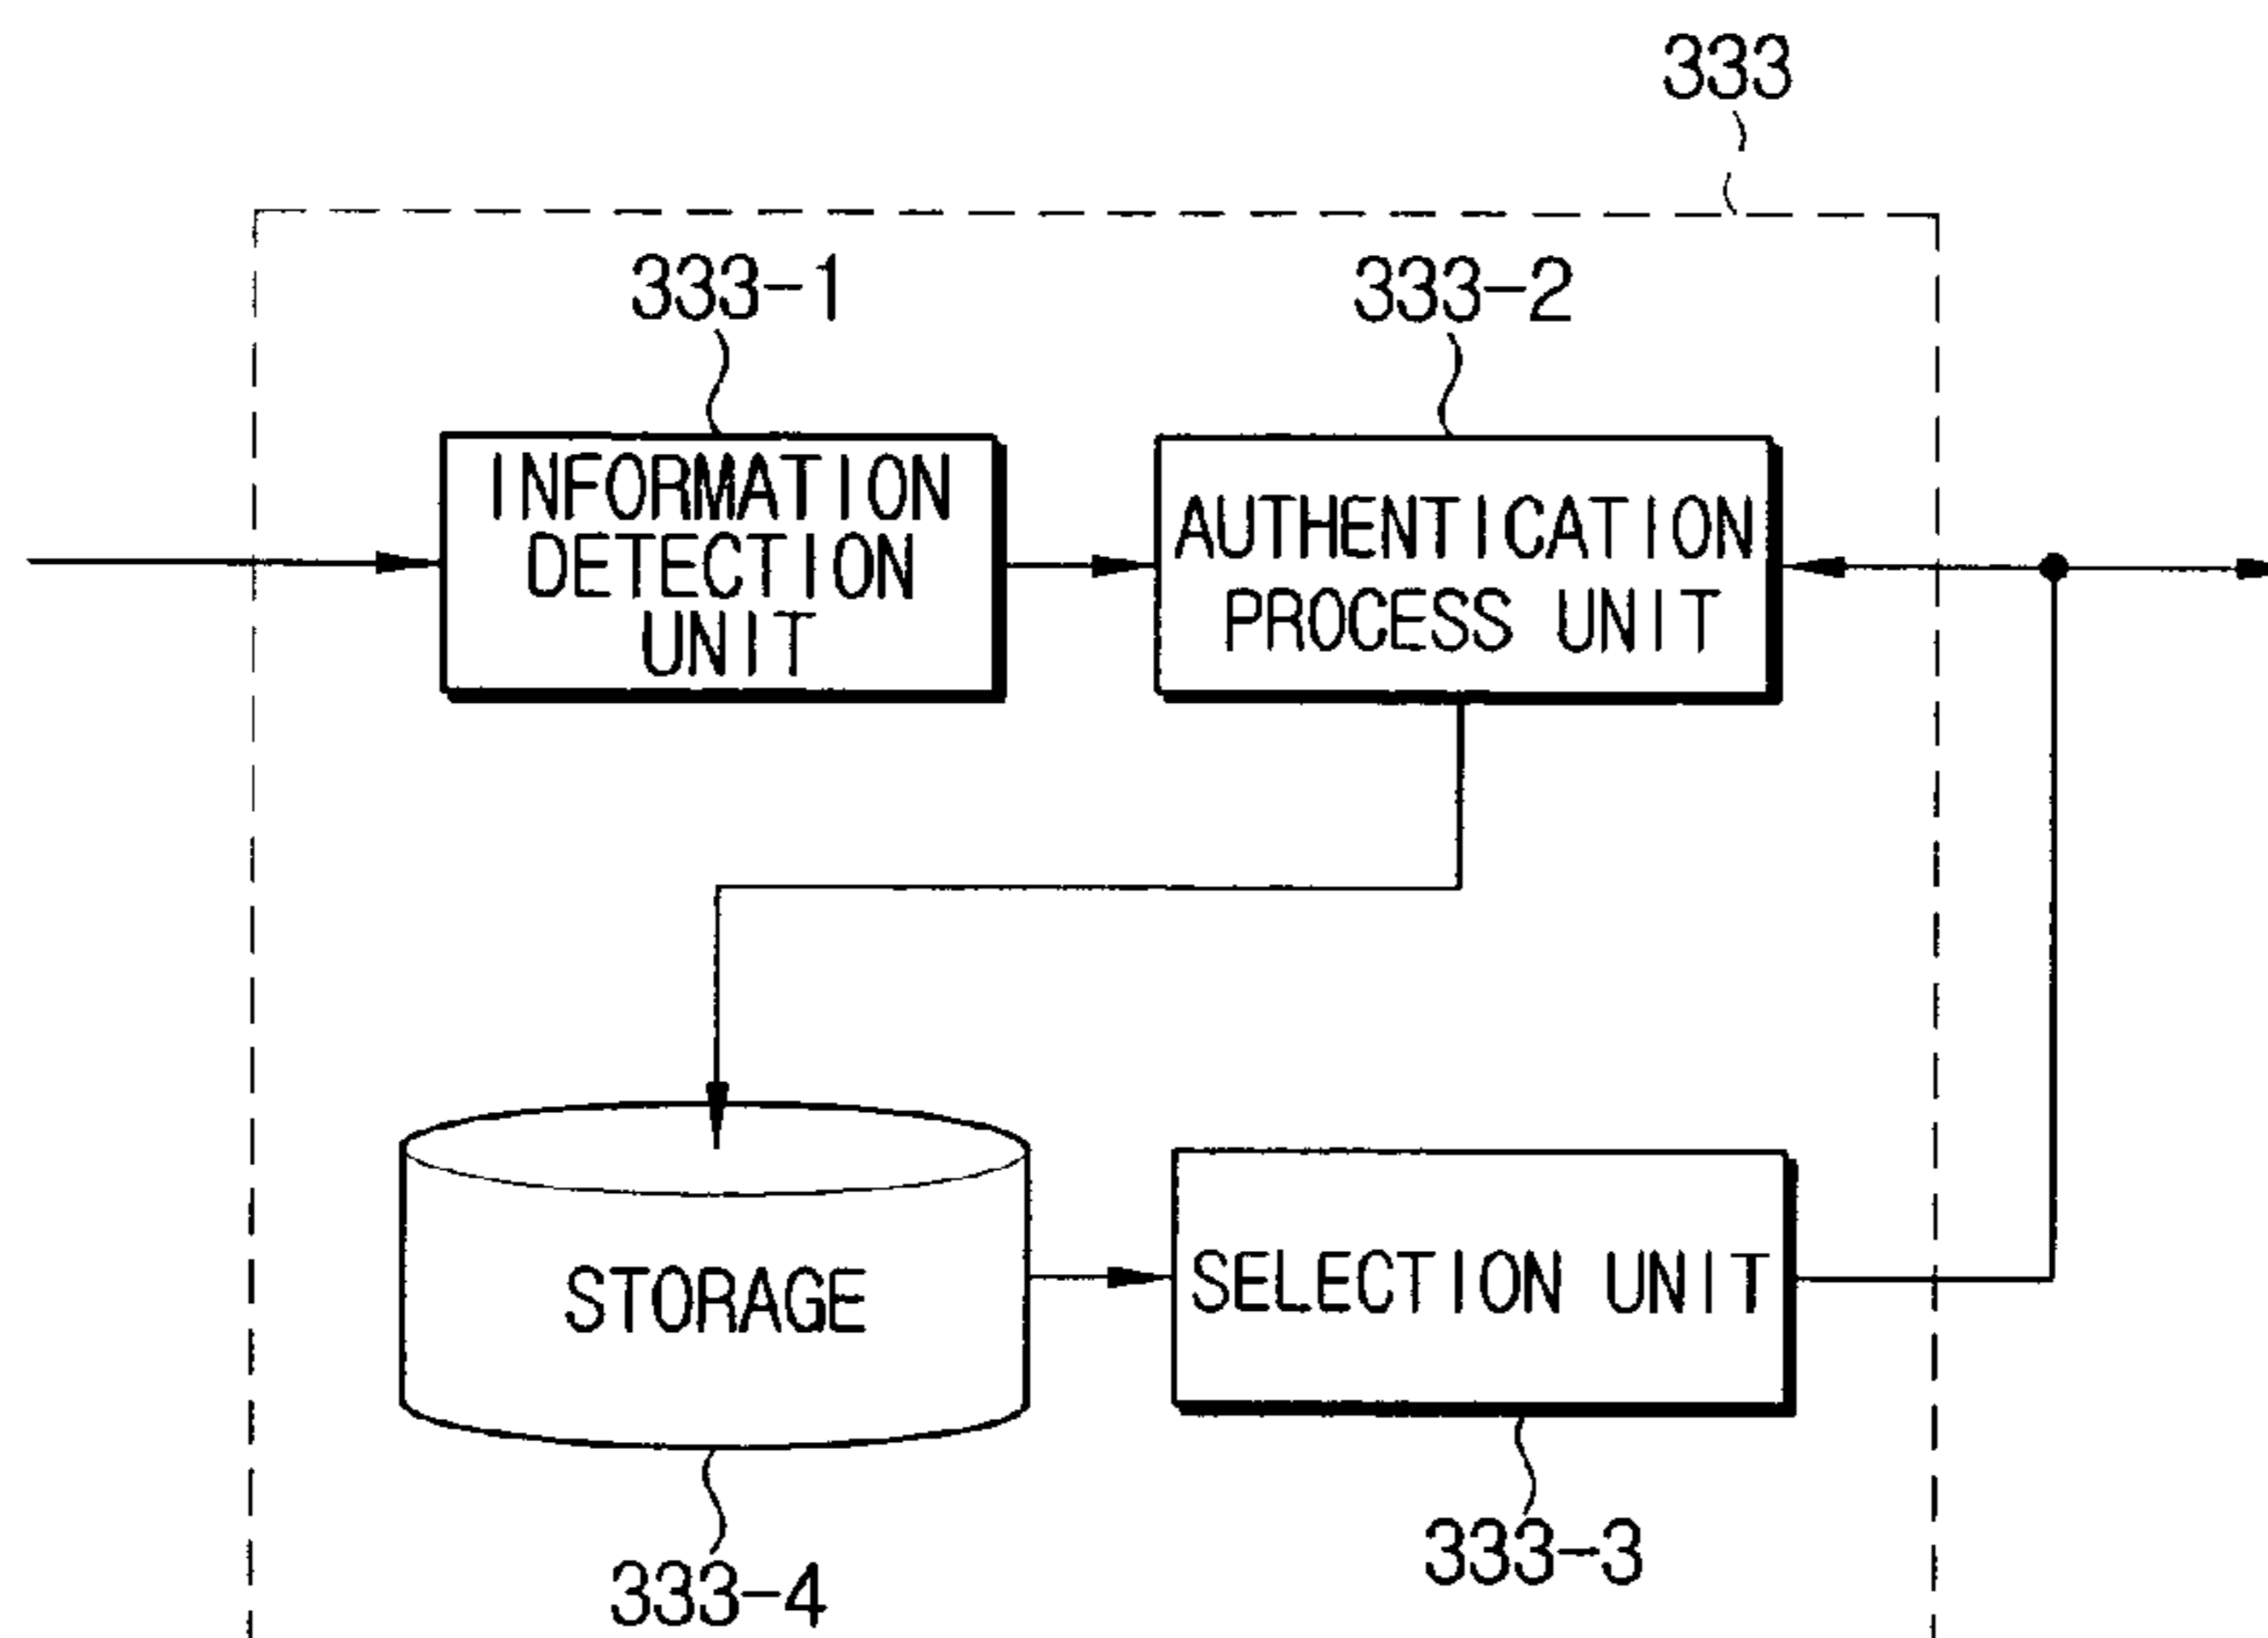 333
333-1
333-2
INFORMATION
DETECTION
UNIT
AUTHENTICATION
PROCESS UNIT
STORAGE
SELECTION UNIT
333-3
333-4